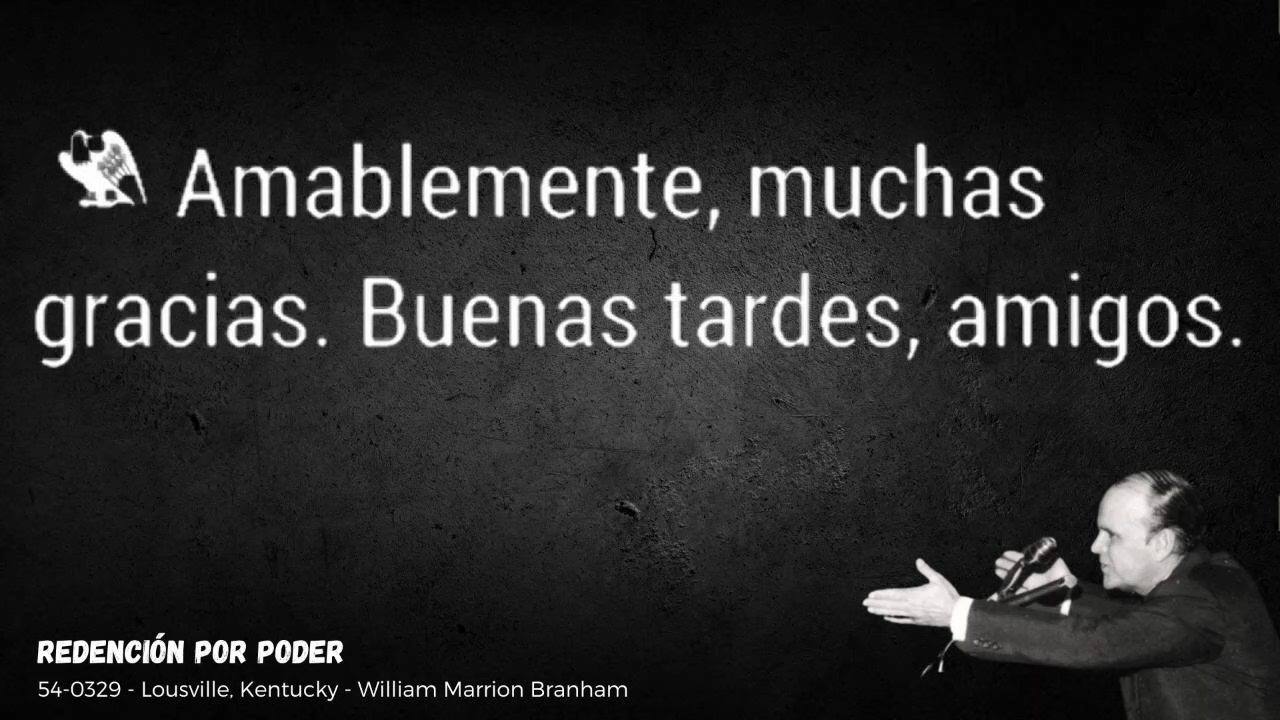 Amablemente, muchas
gracias. Buenas tardes, amigos.
REDENCIÓN POR PODER
54-0329 - Lousville, Kentucky - William Marrion Branham